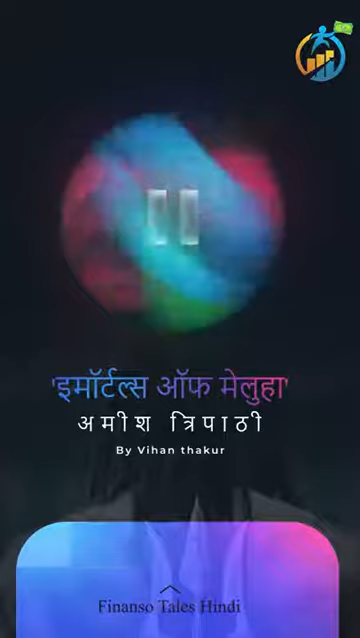 'इमॉर्टल्स ऑफ मेलुहा'
अमीश त्रिपाठी
By Vihan thakur
Finanso Tales Hindi